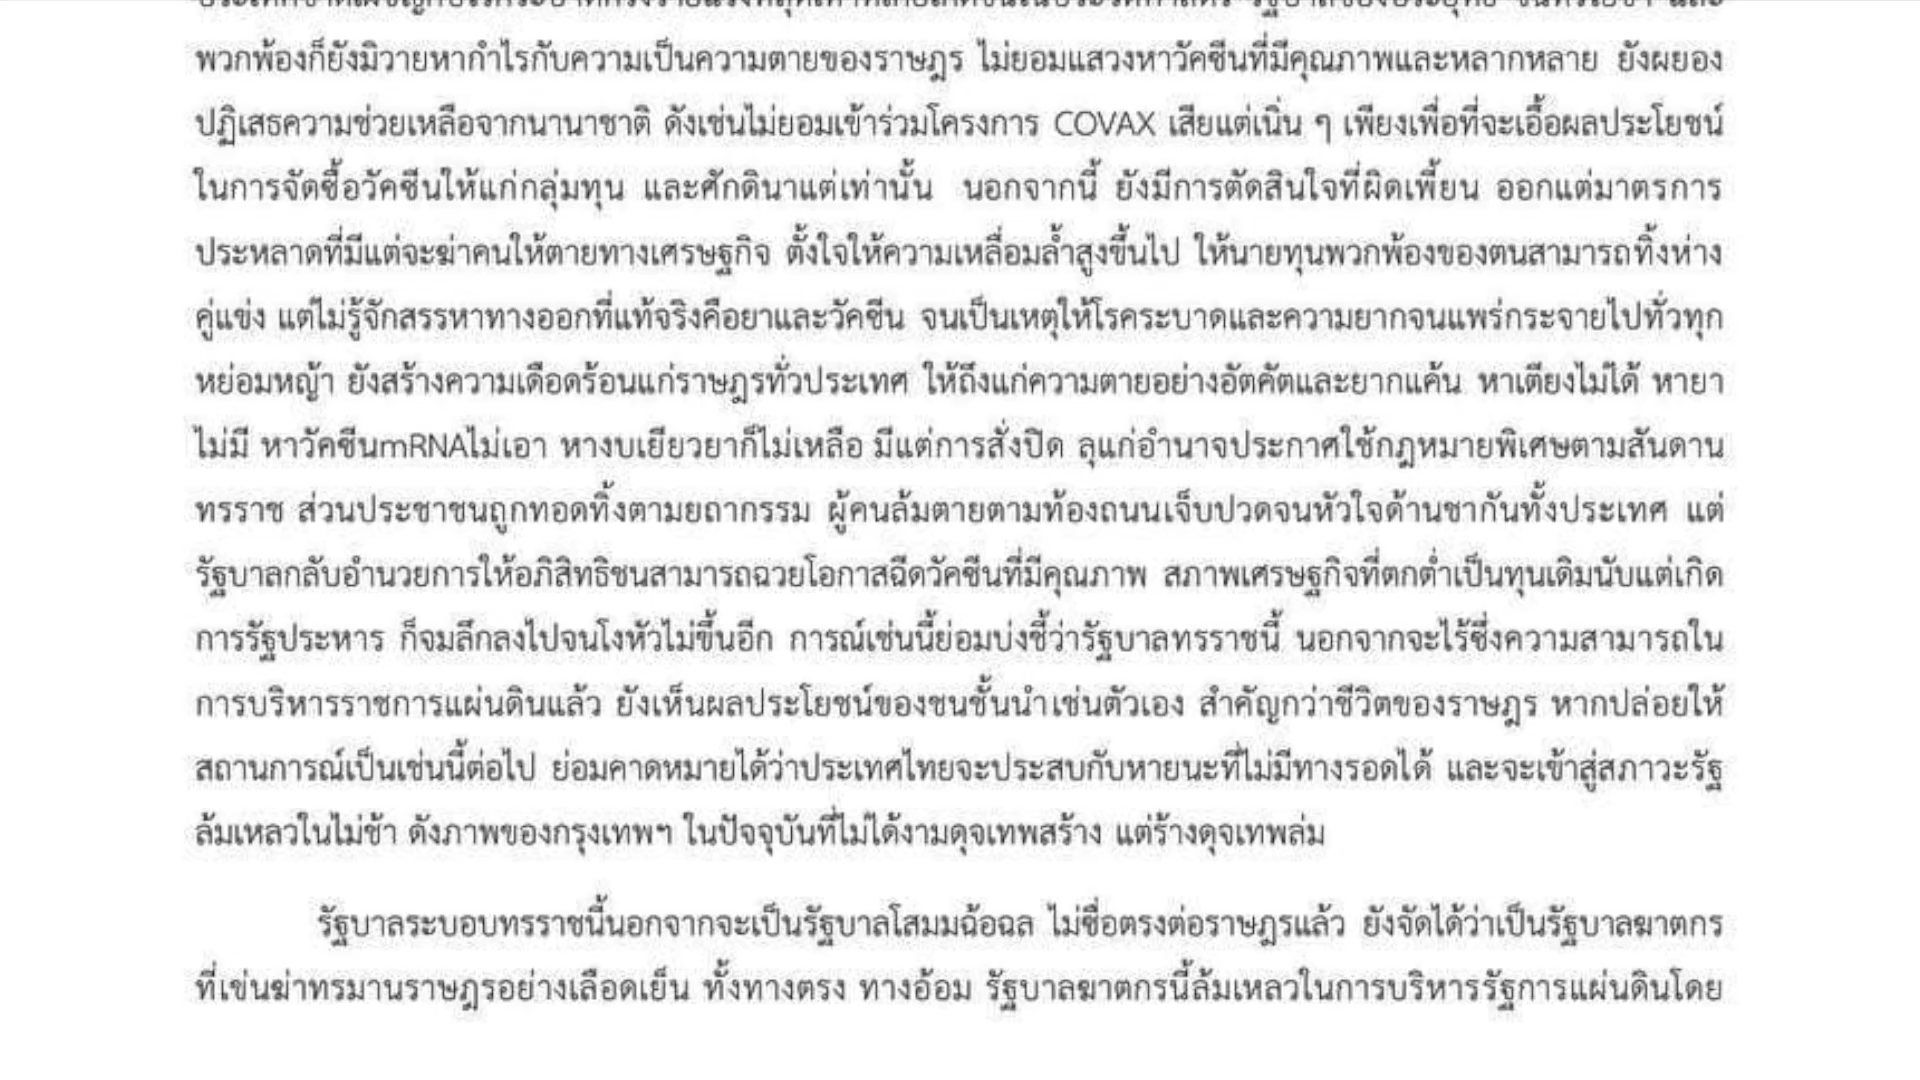 พวกพ้องก็ยังมิวายหากำไรกับความเป็นความตายของราษฎร ไม่ยอมแสวงหาวัคซีนที่มีคุณภาพและหลากหลาย ยังผยอง
ปฏิเสธความช่วยเหลือจากนานาชาติ ดังเช่นไม่ยอมเข้าร่วมโครงการ COVAX เสียแต่เนิ่น ๆ เพียงเพื่อที่จะเอื้อผลประโยชน์
ในการจัดซื้อวัคซีนให้แก่กลุ่มทุน และศักดินาแต่เท่านั้น นอกจากนี้ ยังมีการตัดสินใจที่ผิดเพี้ยน ออกแต่มาตรการ
ประหลาดที่มีแต่จะฆ่าคนให้ตายทางเศรษฐกิจ ตั้งใจให้ความเหลื่อมล้ำสูงขึ้นไป ให้นายทุนพวกพ้องของตนสามารถทิ้งห่าง
คู่แข่ง แต่ไม่รู้จักสรรหาทางออกที่แท้จริงคือยาและวัคซีน จนเป็นเหตุให้โรคระบาดและความยากจนแพร่กระจายไปทั่วทุก
หย่อมหญ้า ยังสร้างความเดือดร้อนแก่ราษฎรทั่วประเทศ ให้ถึงแก่ความตายอย่างอัตคัตและยากแค้น หาเตียงไม่ได้ หายา
ไม่มี หาวัคซีนmRNAไม่เอา หางบเยียวยาก็ไม่เหลือ มีแต่การสั่งปิด ลุแก่อำนาจประกาศใช้กฎหมายพิเศษตามสันดาน
ทรราช ส่วนประชาชนถูกทอดทิ้งตามยถากรรม ผู้คนล้มตายตามท้องถนนเจ็บปวดจนหัวใจด้านชากันทั้งประเทศ แต่
รัฐบาลกลับอำนวยการให้อภิสิทธิชนสามารถฉวยโอกาสฉีดวัคซีนที่มีคุณภาพ สภาพเศรษฐกิจที่ตกต่ำเป็นทุนเดิมนับแต่เกิด
การรัฐประหาร ก็จมลึกลงไปจนโงหัวไม่ขึ้นอีก การณ์เช่นนี้ย่อมบ่งชี้ว่ารัฐบาลทรราชนี้ นอกจากจะไร้ซึ่งความสามารถใน
การบริหารราชการแผ่นดินแล้ว ยังเห็นผลประโยชน์ของชนชั้นนำเช่นตัวเอง สำคัญกว่าชีวิตของราษฎร หากปล่อยให้
สถานการณ์เป็นเช่นนี้ต่อไป ย่อมคาดหมายได้ว่าประเทศไทยจะประสบกับหายนะที่ไม่มีทางรอดได้ และจะเข้าสู่สภาวะรัฐ
ล้มเหลวในไม่ช้า ดังภาพของกรุงเทพฯ ในปัจจุบันที่ไม่ได้งามดุจเทพสร้าง แต่ร้างดุจเทพล่ม
รัฐบาลระบอบทรราชนี้นอกจากจะเป็นรัฐบาลโสมมฉ้อฉล ไม่ซื่อตรงต่อราษฎรแล้ว ยังจัดได้ว่าเป็นรัฐบาลฆาตกร
ที่เข่นฆ่าทรมานราษฎรอย่างเลือดเย็น ทั้งทางตรง ทางอ้อม รัฐบาลฆาตกรนี้ล้มเหลวในการบริหารรัฐการแผ่นดินโดย